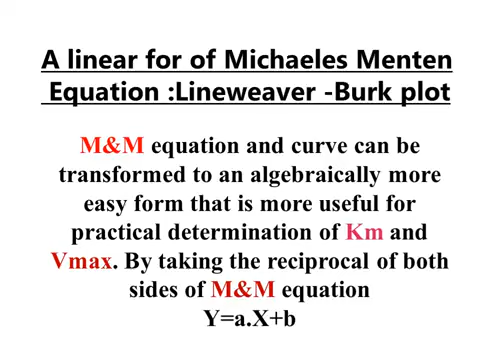 A linear for of Michaeles Menten
Equation :Lineweaver -Burk plot
M&M equation and curve can be
transformed to an algebraically more
easy form that is more useful for
practical determination of Km and
Vmax. By taking the reciprocal of both
sides of M&M equation
Y=a.X+b